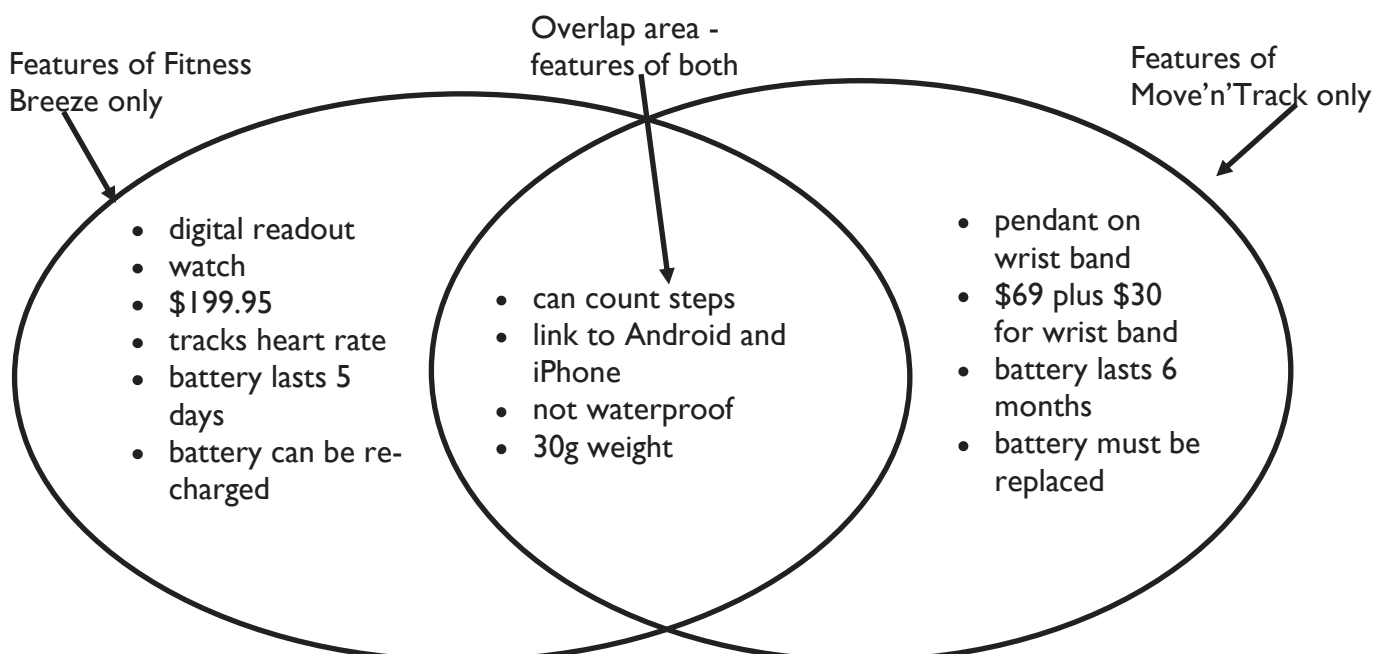 Features of Fitness
Breeze only
Overlap area -
features of both
Features of
Move’n’Track only
• digital readout
• watch
• $199.95
• tracks heart rate
• battery lasts 5
days
• battery can be re-
charged
• can count steps
• link to Android and
iPhone
• not waterproof
• 30g weight
• pendant on
wrist band
• $69 plus $30
for wrist band
• battery lasts 6
months
• battery must be
replaced